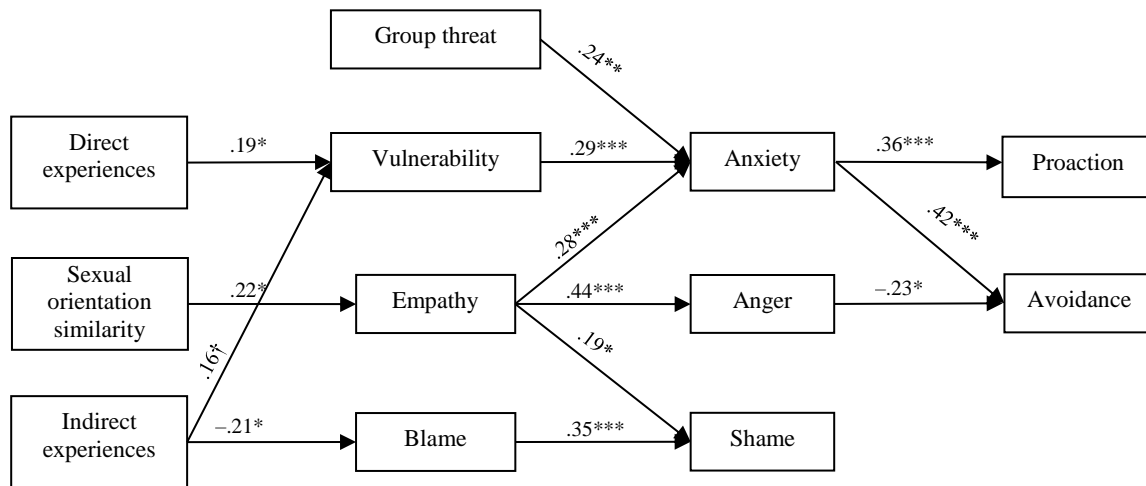 Group threat
.24**
Direct
experiences
.19*
Vulnerability
.29***
Anxiety
.36***
Proaction
.28***
.42***
Sexual
orientation
similarity
.22*
Empathy
.44***
Anger
–.23*
Avoidance
.16†
.19*
Indirect
experiences
–.21*
Blame
.35***
Shame